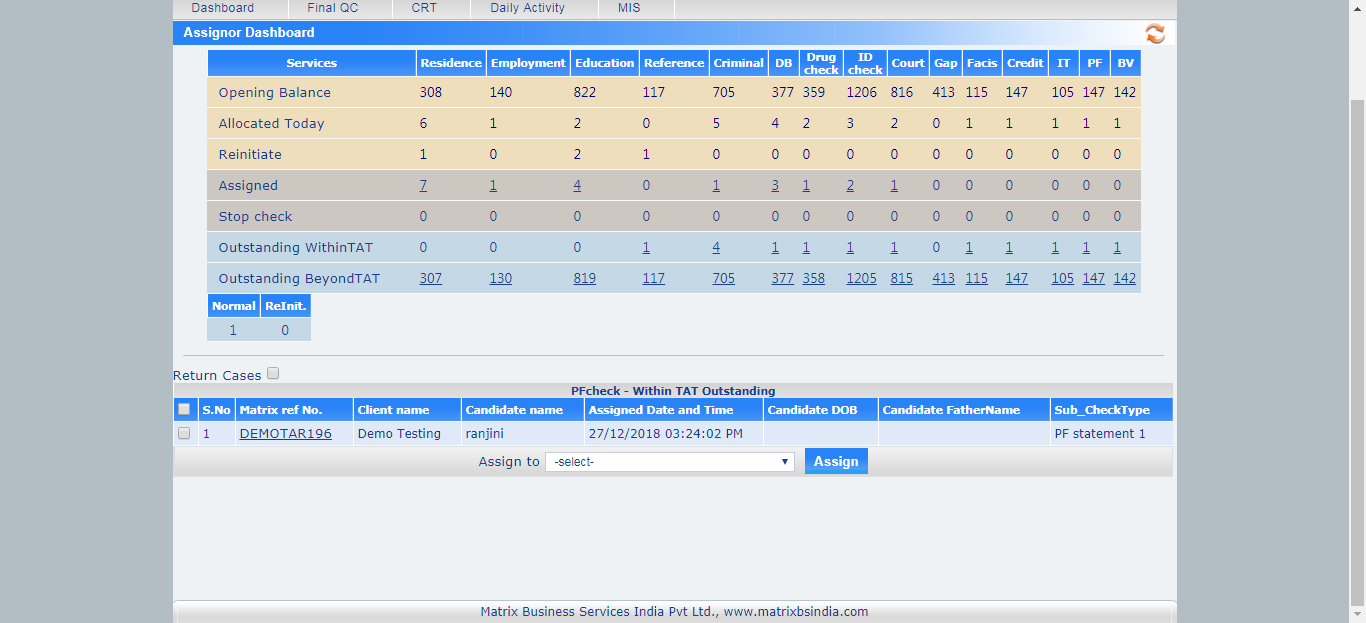 Dashboard Final QC CRT Daily Activity MIS
Assignor Dashboard
Services Residence Employment Education Reference Criminal DB Drug check ID check Court Gap Facis Credit IT PF BV
Opening Balance 308 140 822 117 705 377 359 1206 816 413 115 147 105 147 142
Allocated Today 6 1 2 0 5 4 2 3 2 0 1 1 1 1 1
Reinitiate 1 0 2 1 0 0 0 0 0 0 0 0 0 0 0
Assigned 7 1 4 0 1 3 1 2 1 0 0 0 0 0 0
Stop check 0 0 0 0 0 0 0 0 0 0 0 0 0 0 0
Outstanding WithinTAT 0 0 0 1 4 1 1 1 1 0 1 1 1 1 1
Outstanding BeyondTAT 307 130 819 117 705 377 358 1205 815 413 115 147 105 147 142
Normal ReInit.
1 0
Return Cases
PFcheck - Within TAT Outstanding
S.No Matrix ref No. Client name Candidate name Assigned Date and Time Candidate DOB Candidate FatherName Sub_CheckType
1 DEMOTAR196 Demo Testing ranjini 27/12/2018 03:24:02 PM PF statement 1
Assign to -select- Assign
Matrix Business Services India Pvt Ltd., www.matrixbsindia.com